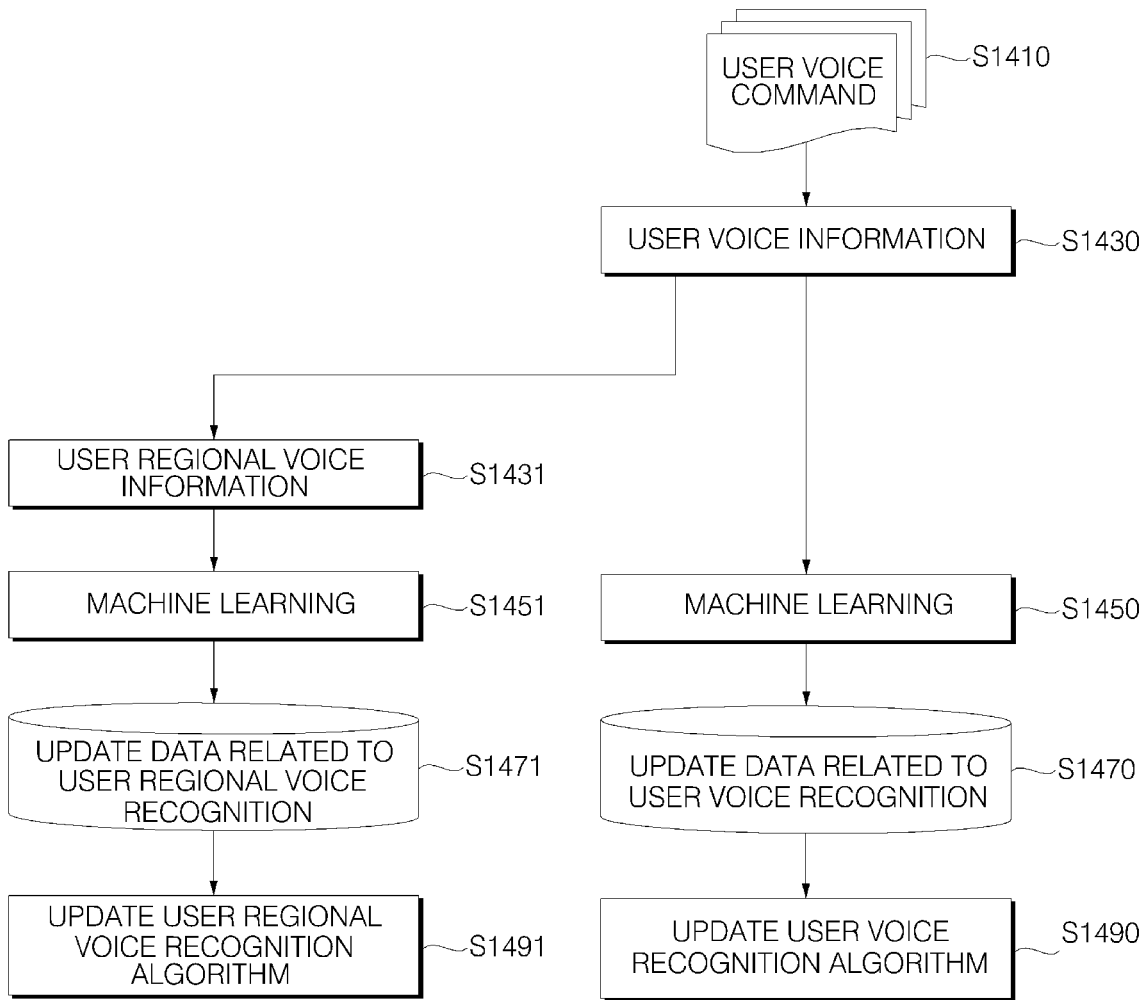 USER VOICE
COMMAND
S1410
USER VOICE INFORMATION
S1430
USER REGIONAL VOICE
INFORMATION
S1431
MACHINE LEARNING
S1451
MACHINE LEARNING
S1450
UPDATE DATA RELATED TO
USER REGIONAL VOICE
RECOGNITION
S1471
UPDATE DATA RELATED TO
USER VOICE RECOGNITION
S1470
UPDATE USER REGIONAL
VOICE RECOGNITION
ALGORITHM
S1491
UPDATE USER VOICE
RECOGNITION ALGORITHM
S1490